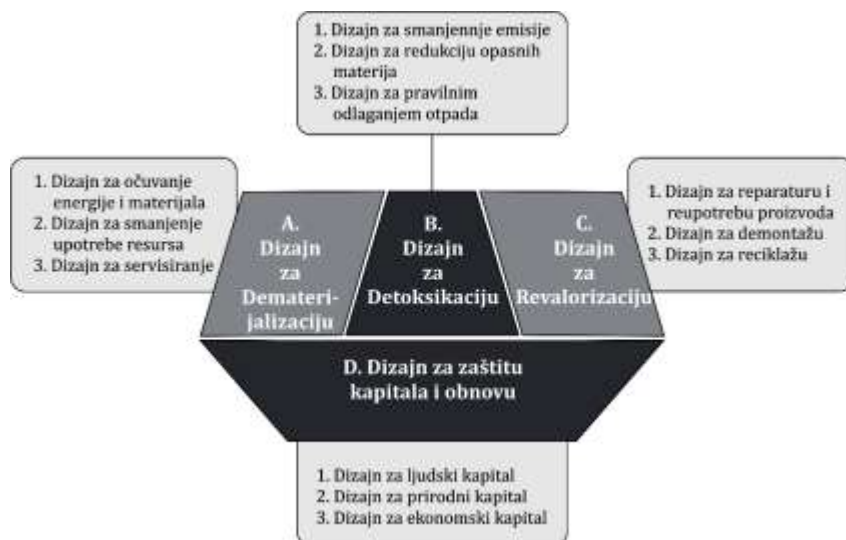 1. Dizajn za smanjennje emisije
2. Dizajn za redukciju opasnih
materija
3. Dizajn za pravilnim
odlaganjem otpada
1. Dizajn za očuvanje
energije i materijala
2. Dizajn za smanjenje
upotrebe resursa
3. Dizajn za servisiranje
A.
Dizajn
za
Demateri-
jalizaciju
B.
Dizajn
za
Detoksikaciju
C.
Dizajn
za
Revalorizaciju
1. Dizajn za reparaturu i
reupotrebu proizvoda
2. Dizajn za demontažu
3. Dizajn za reciklažu
D. Dizajn za zaštitu
kapitala i obnovu
1. Dizajn za ljudski kapital
2. Dizajn za prirodni kapital
3. Dizajn za ekonomski kapital